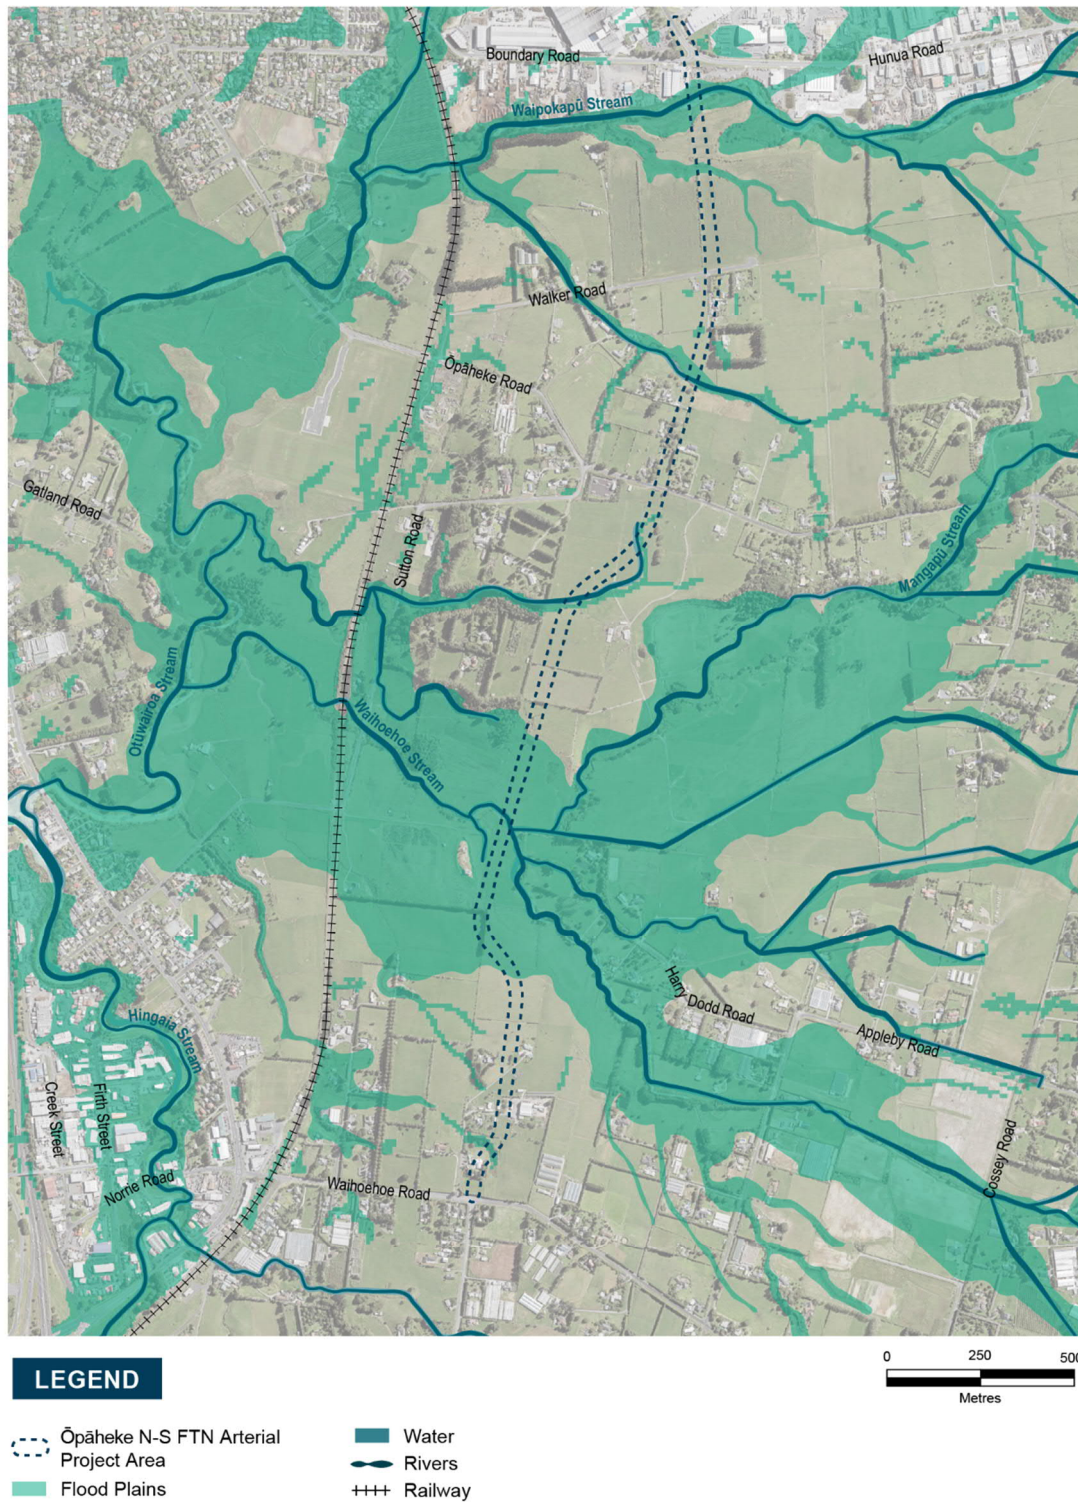 Boundary Road
Hunua Road
Waipokapū Stream
Walker Road
Ōpāheke Road
Gatland Road
Sutton Road
Mangapū Stream
Otūwairoa Stream
Waihoehoe Stream
Harry Dodd Road
Hingaia Stream
Appleby Road
Creek Street
Firth Street
Cossey Road
Norrie Road
Waihoehoe Road
LEGEND
0 250 500
Metres
Ōpāheke N-S FTN Arterial
Project Area
Flood Plains
Water
Rivers
Railway